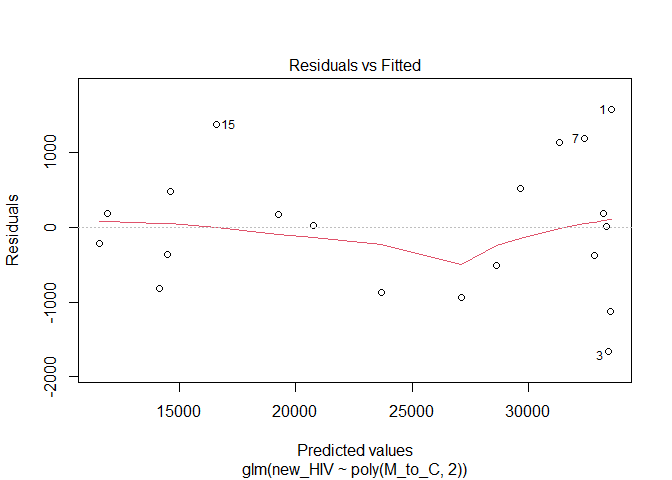 Residuals vs Fitted
Residuals
1000
0
-1000
-2000
15
1
7
3
15000 20000 25000 30000
Predicted values
glm(new_HIV ~ poly(M_to_C, 2))